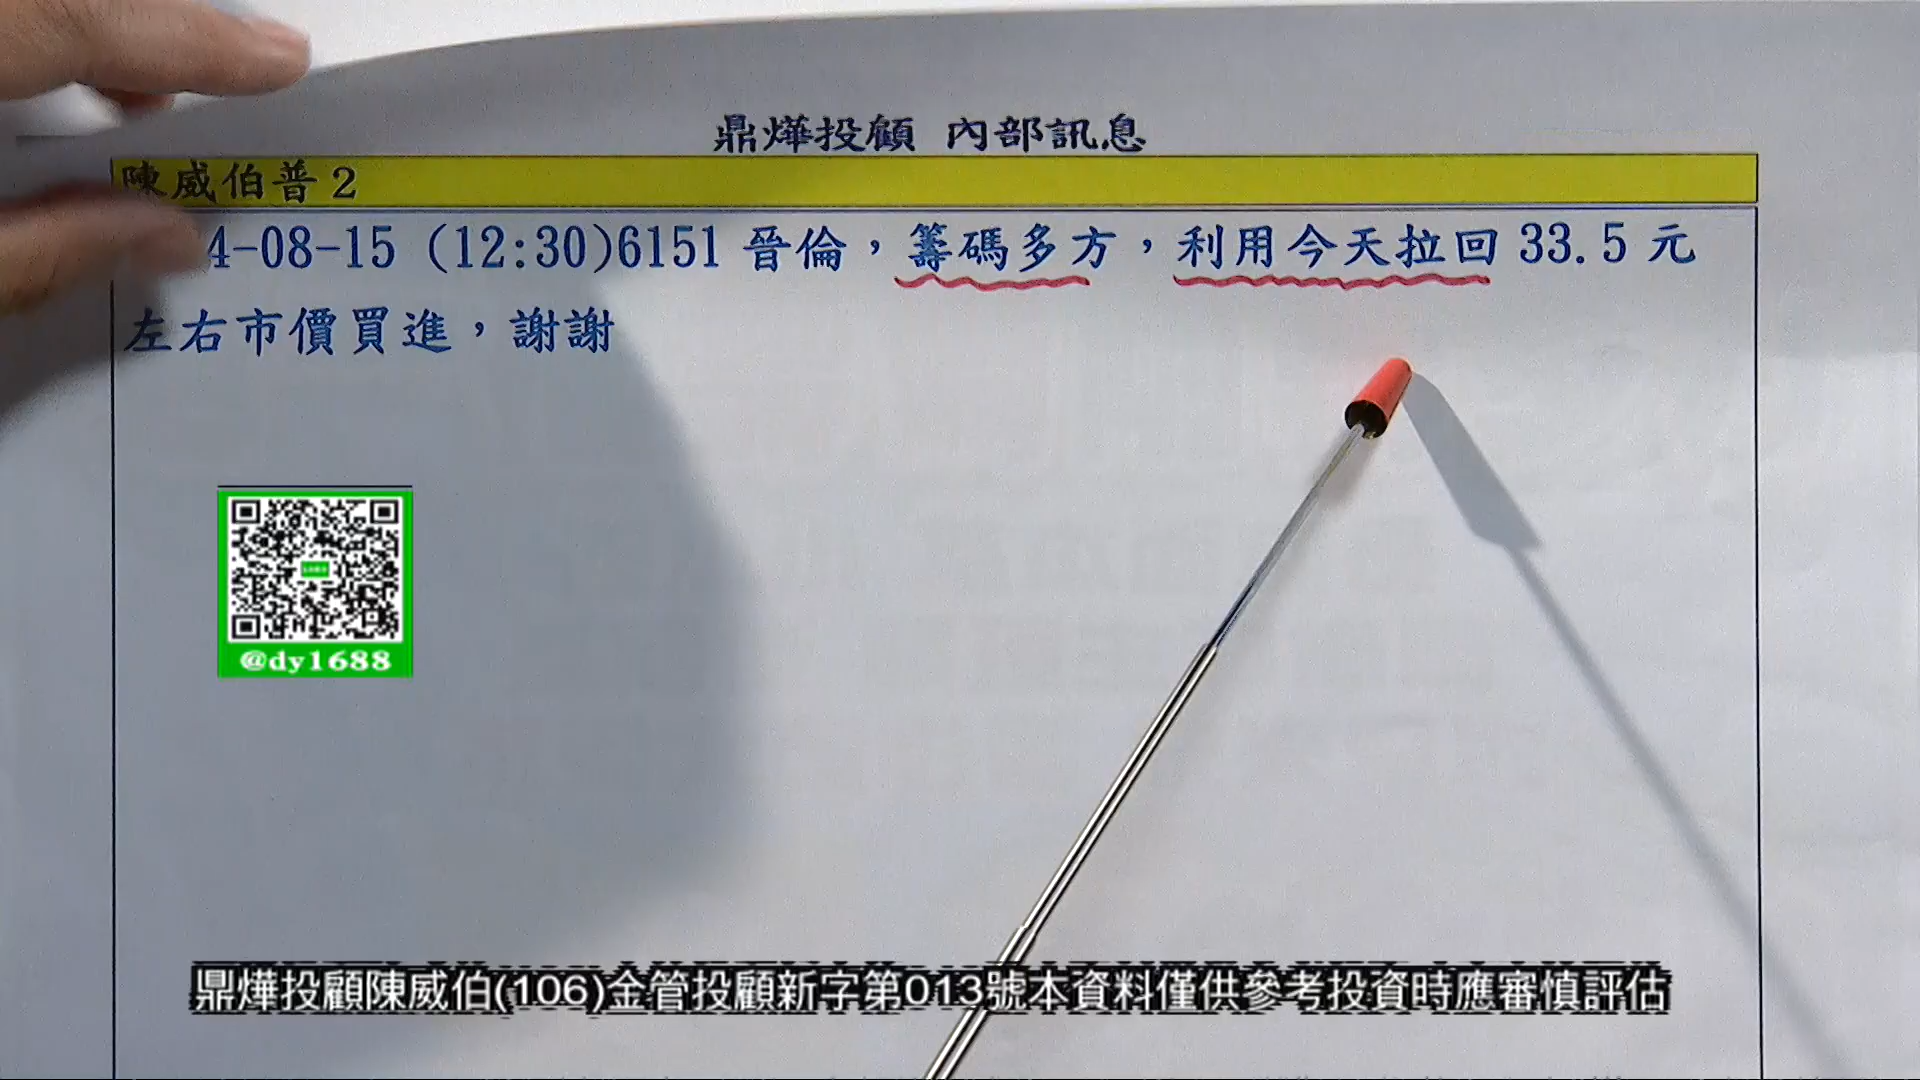 鼎燁投顧 內部訊息
陳威伯普2
4-08-15 (12:30)6151 晉倫，籌碼多方，利用今天拉回 33.5 元
左右市價買進，謝謝
@dy1688
鼎燁投顧陳威伯(106)金管投顧新字第013號本資料僅供參考投資時應審慎評估